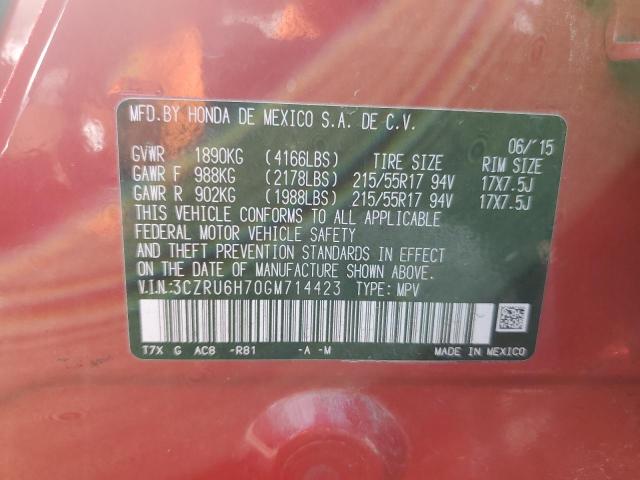 MFD.BY HONDA DE MEXICO S.A. DE C.V.
06/'15
GVWR 1890KG (4166LBS) TIRE SIZE RIM SIZE
GAWR F 988KG (2178LBS) 215/55R17 94V 17X7.5J
GAWR R 902KG (1988LBS) 215/55R17 94V 17X7.5J
THIS VEHICLE CONFORMS TO ALL APPLICABLE
FEDERAL MOTOR VEHICLE SAFETY
AND THEFT PREVENTION STANDARDS IN EFFECT
ON THE DATE OF MANUFACTURE SHOWN ABOVE.
V.I.N.:3CZRU6H70GM714423 TYPE: MPV
T7X G AC8 -R81 -A -M MADE IN MEXICO